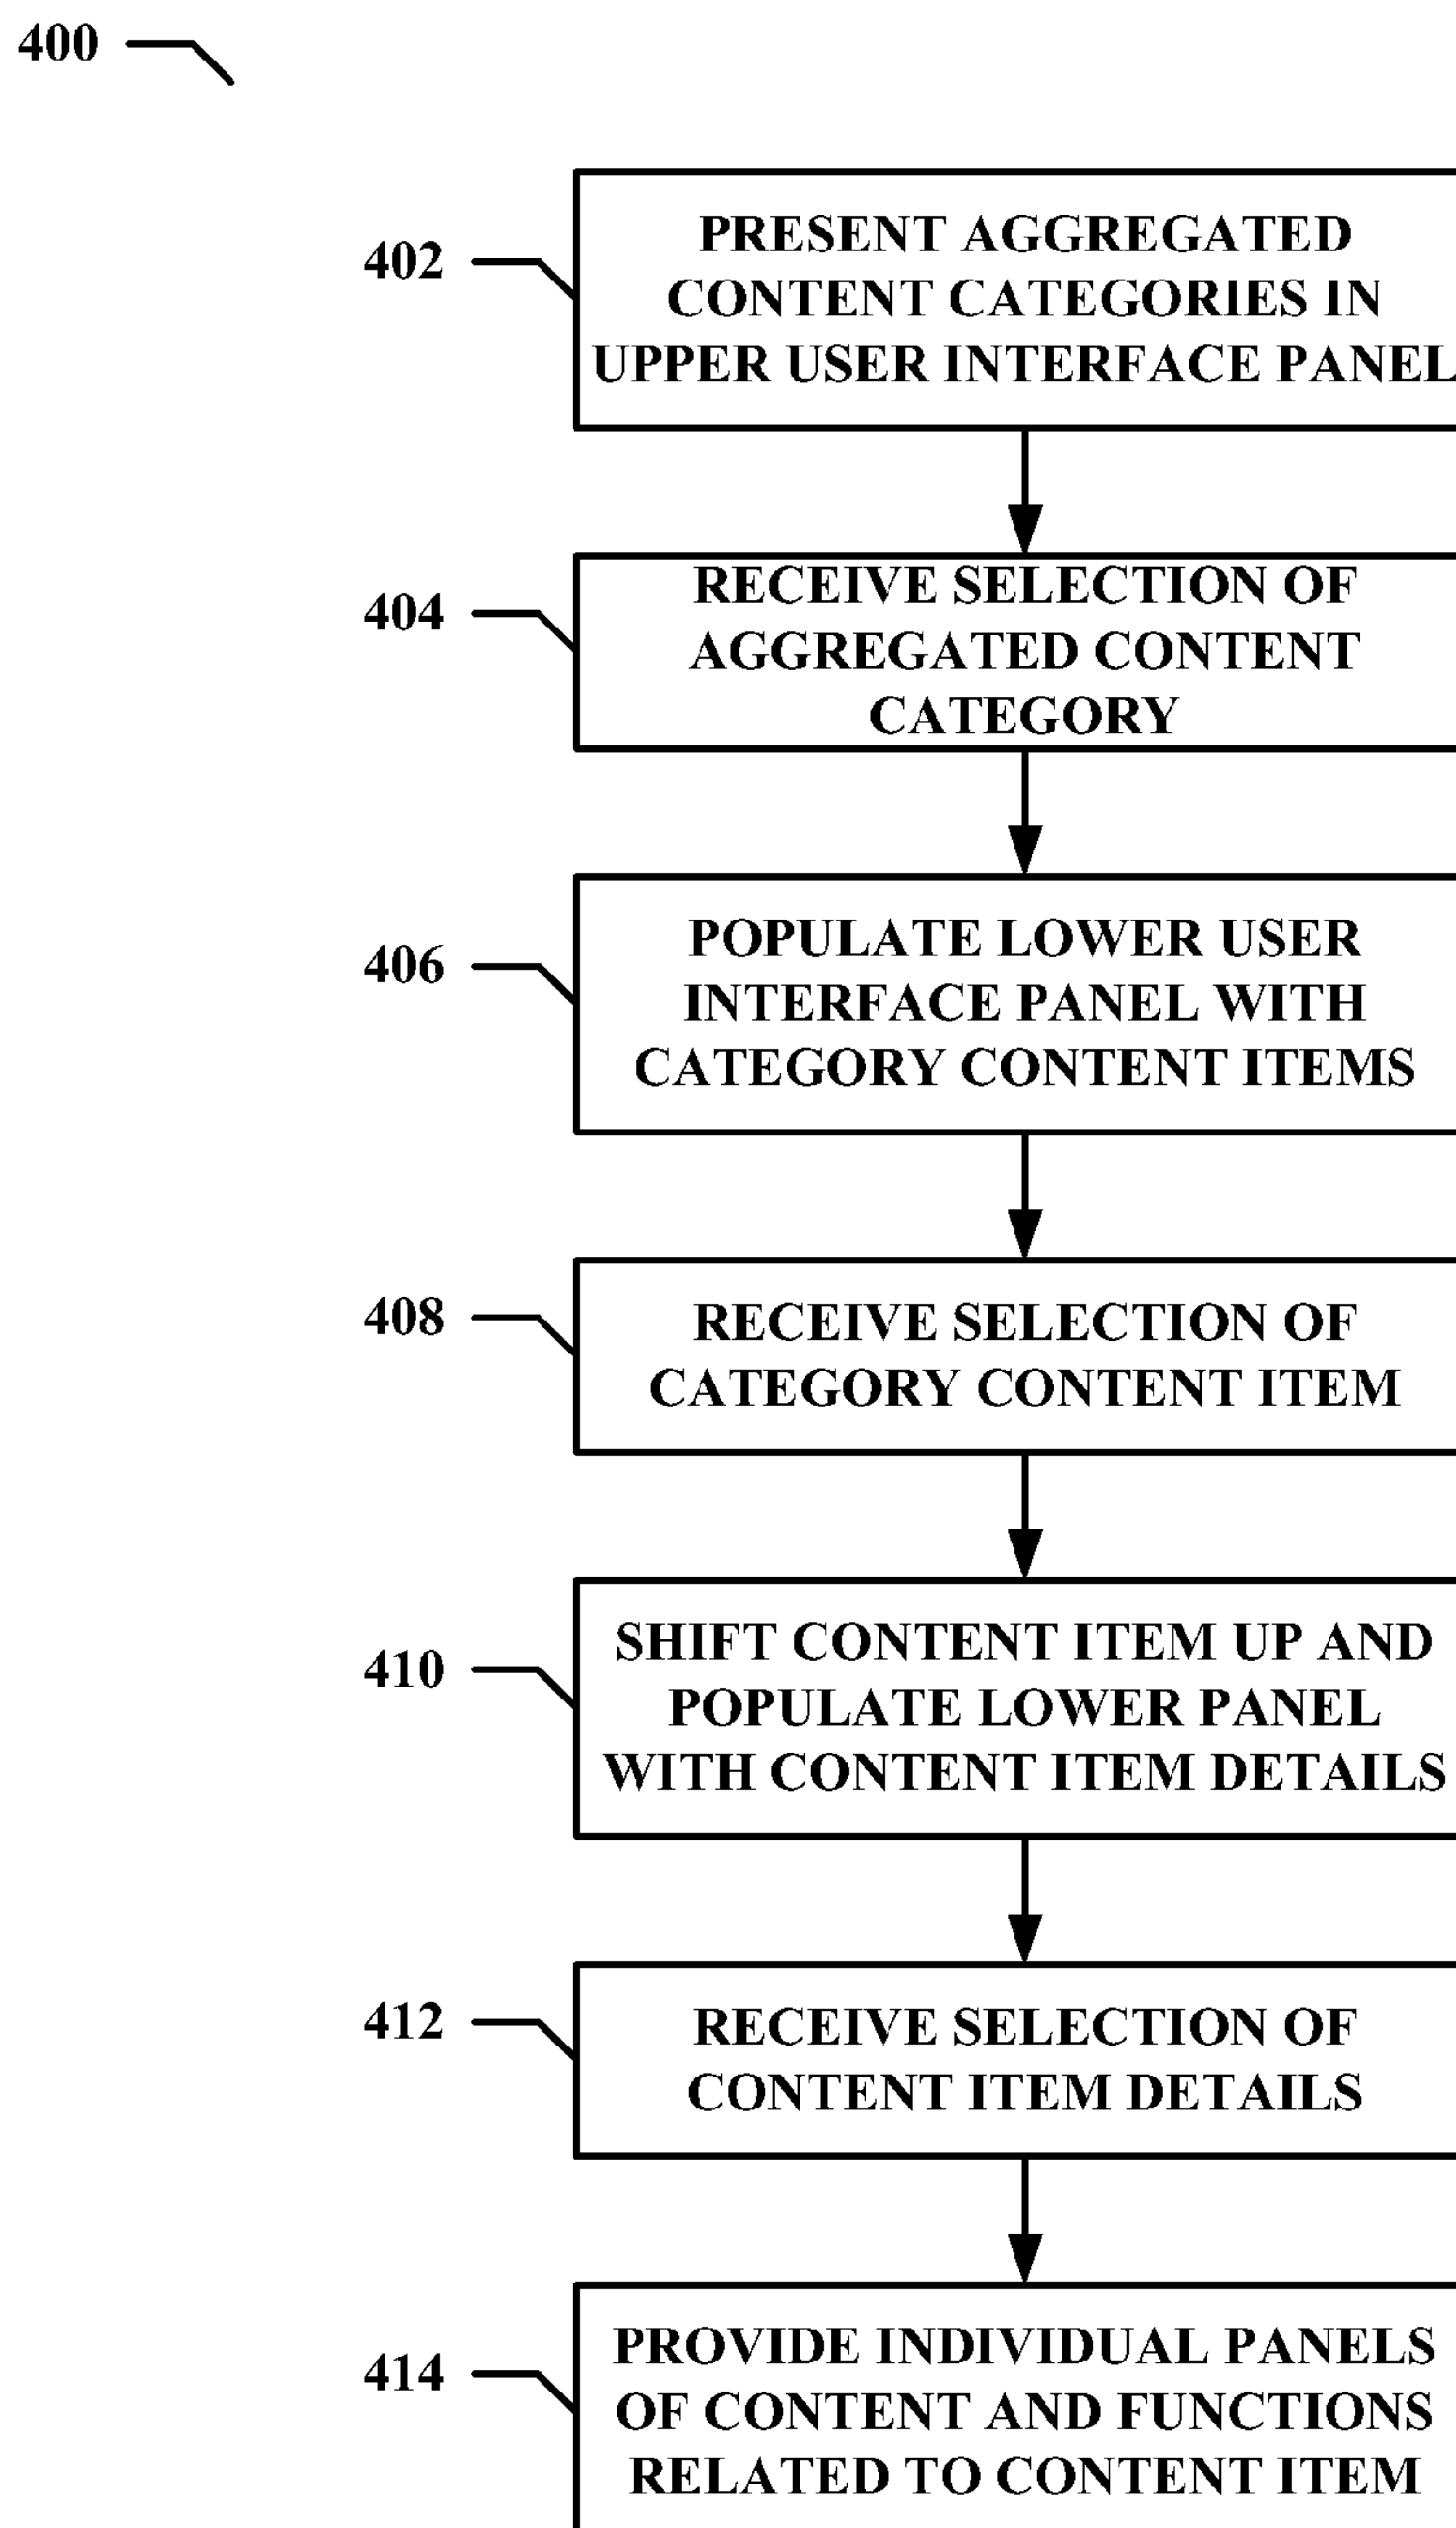 400
402
PRESENT AGGREGATED
CONTENT CATEGORIES IN
UPPER USER INTERFACE PANEL
404
RECEIVE SELECTION OF
AGGREGATED CONTENT
CATEGORY
406
POPULATE LOWER USER
INTERFACE PANEL WITH
CATEGORY CONTENT ITEMS
408
RECEIVE SELECTION OF
CATEGORY CONTENT ITEM
410
SHIFT CONTENT ITEM UP AND
POPULATE LOWER PANEL
WITH CONTENT ITEM DETAILS
412
RECEIVE SELECTION OF
CONTENT ITEM DETAILS
414
PROVIDE INDIVIDUAL PANELS
OF CONTENT AND FUNCTIONS
RELATED TO CONTENT ITEM